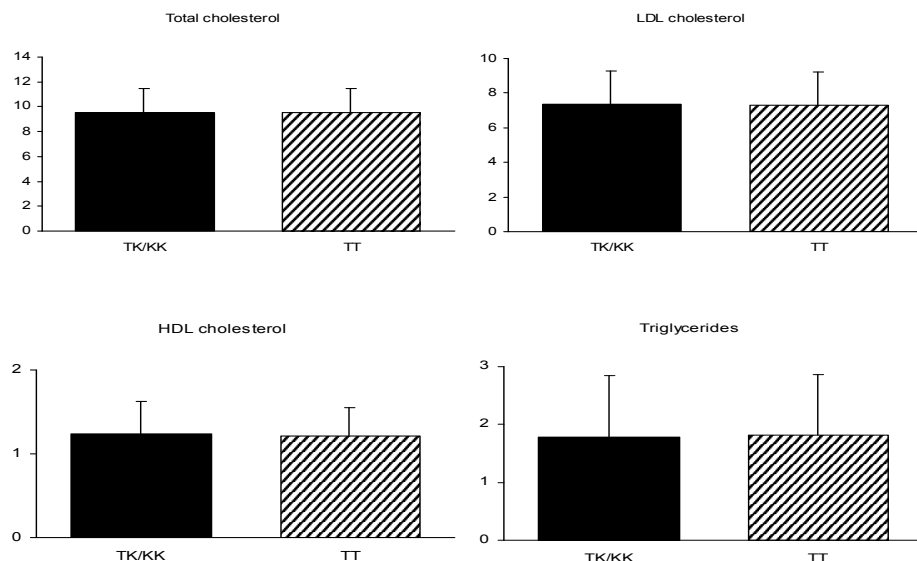 Total cholesterol
14
12
10
8
6
4
2
0
TK/KK TT
LDL cholesterol
10
8
6
4
2
0
TK/KK TT
HDL cholesterol
2
1
0
TK/KK TT
Triglycerides
3
2
1
0
TK/KK TT